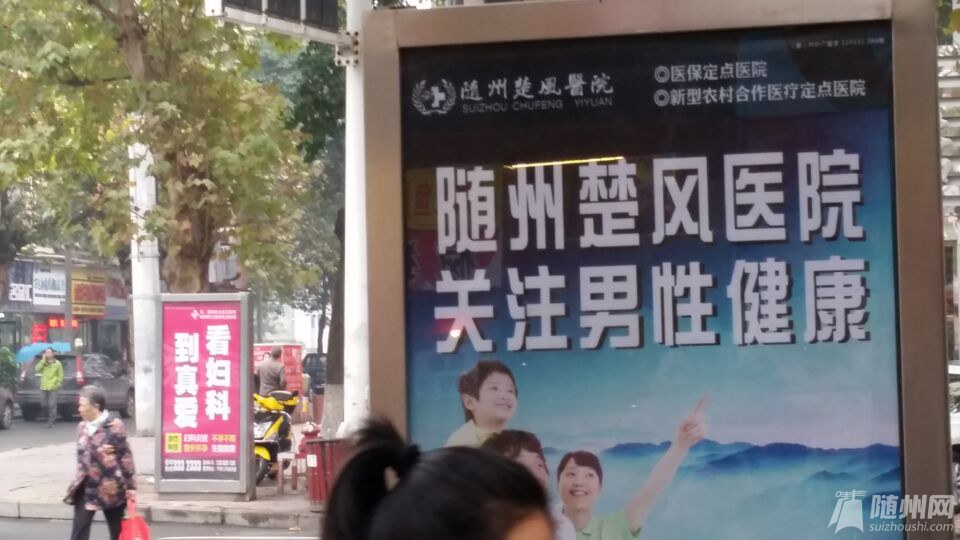 随州楚風醫院
SUIZHOU CHUFENG YIYUAN
◎医保定点医院
◎新型农村合作医疗定点医院
随州楚风医院
关注男性健康
看妇科
到真爱
随州网
suizhoushi.com